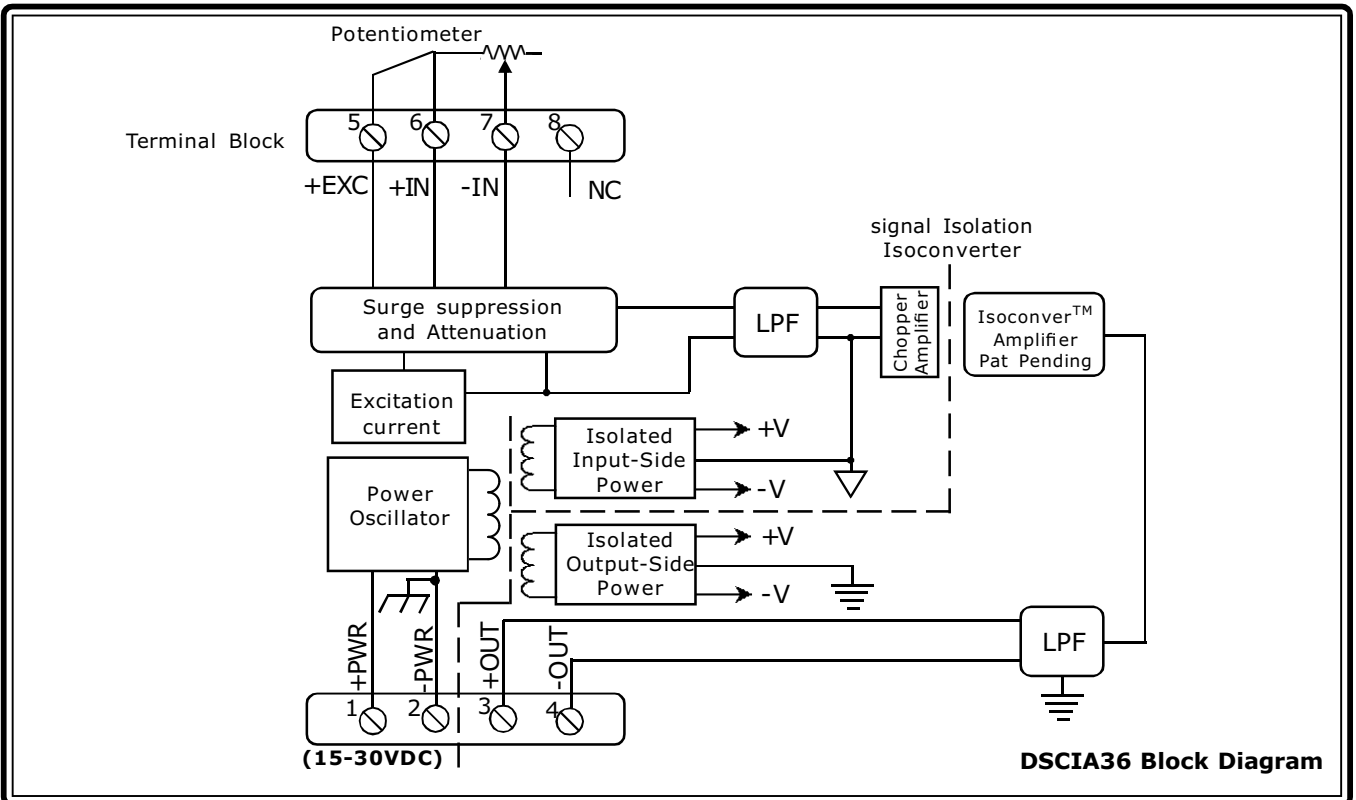 Potentiometer
5 6 7 8
Terminal Block
+EXC +IN -IN NC
signal Isolation
Isoconverter
Surge suppression
and Attenuation
LPF
Chopper
Amplifier
Isoconver™
Amplifier
Pat Pending
Excitation
current
Isolated
Input-Side
Power
+V
-V
Power
Oscillator
Isolated
Output-Side
Power
+V
-V
+PWR
-PWR
+OUT
-OUT
LPF
1 2 3 4
(15-30VDC)
DSCIA36 Block Diagram